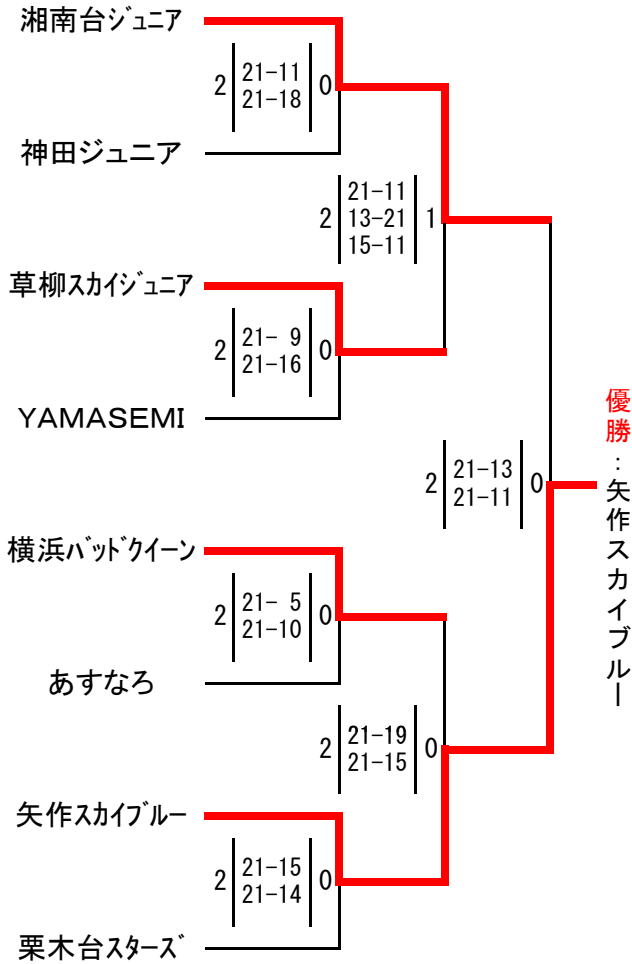 湘南台ジュニア
2 21-11 0
21-18
神田ジュニア
2 21-11 1
13-21
15-11
草柳スカイジュニア
2 21- 9 0
21-16
YAMASEMI
2 21-13 0
21-11
優勝：矢作スカイブルー
横浜バッドクイーン
2 21- 5 0
21-10
あすなろ
2 21-19 0
21-15
矢作スカイブルー
2 21-15 0
21-14
栗木台スターズ